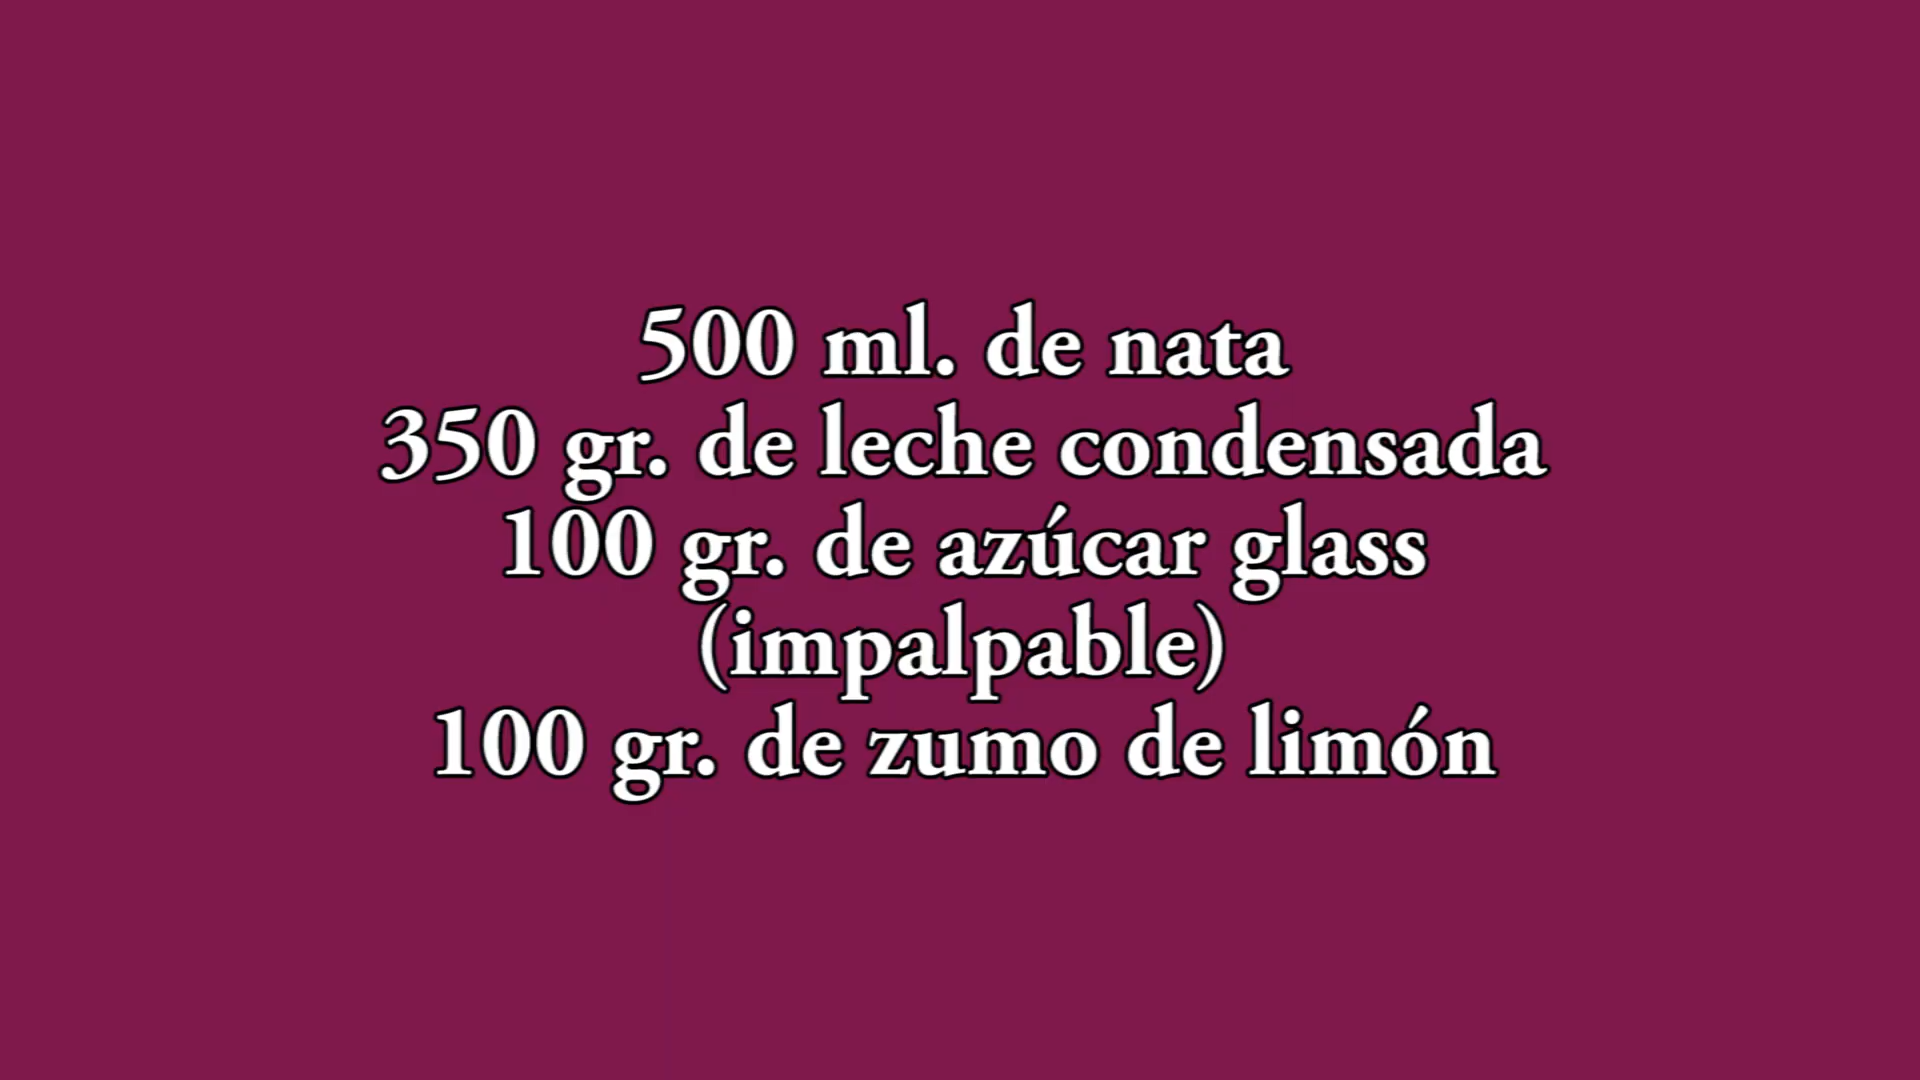 500 ml. de nata
350 gr. de leche condensada
100 gr. de azúcar glass
(impalpable)
100 gr. de zumo de limón